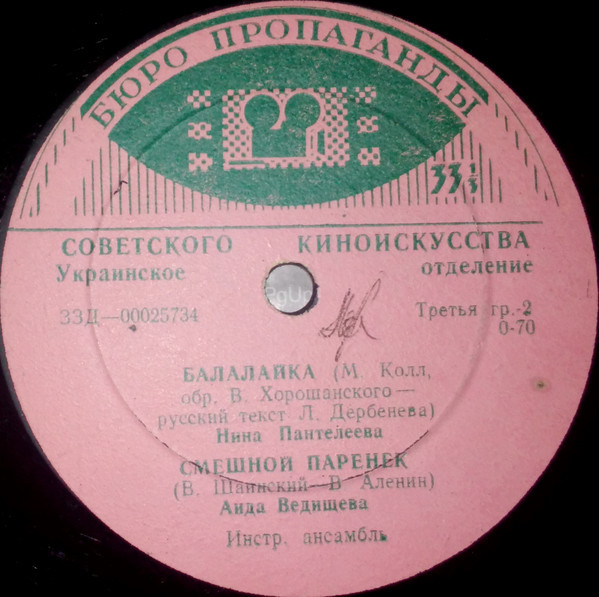 БЮРО ПРОПАГАНДЫ
33⅓
СОВЕТСКОГО КИНОИСКУССТВА
Украинское отделение
33Д—00025734
Третья гр.-2
0-70
БАЛАЛАЙКА (М. Колл,
обр. В. Хорощанского—
русский текст Л. Дербенева)
Нина Пантелеева
СМЕШНОЙ ПАРЕНЕК
(В. Шаинский—В. Аленин)
Аида Ведищева
Инстр. ансамбль